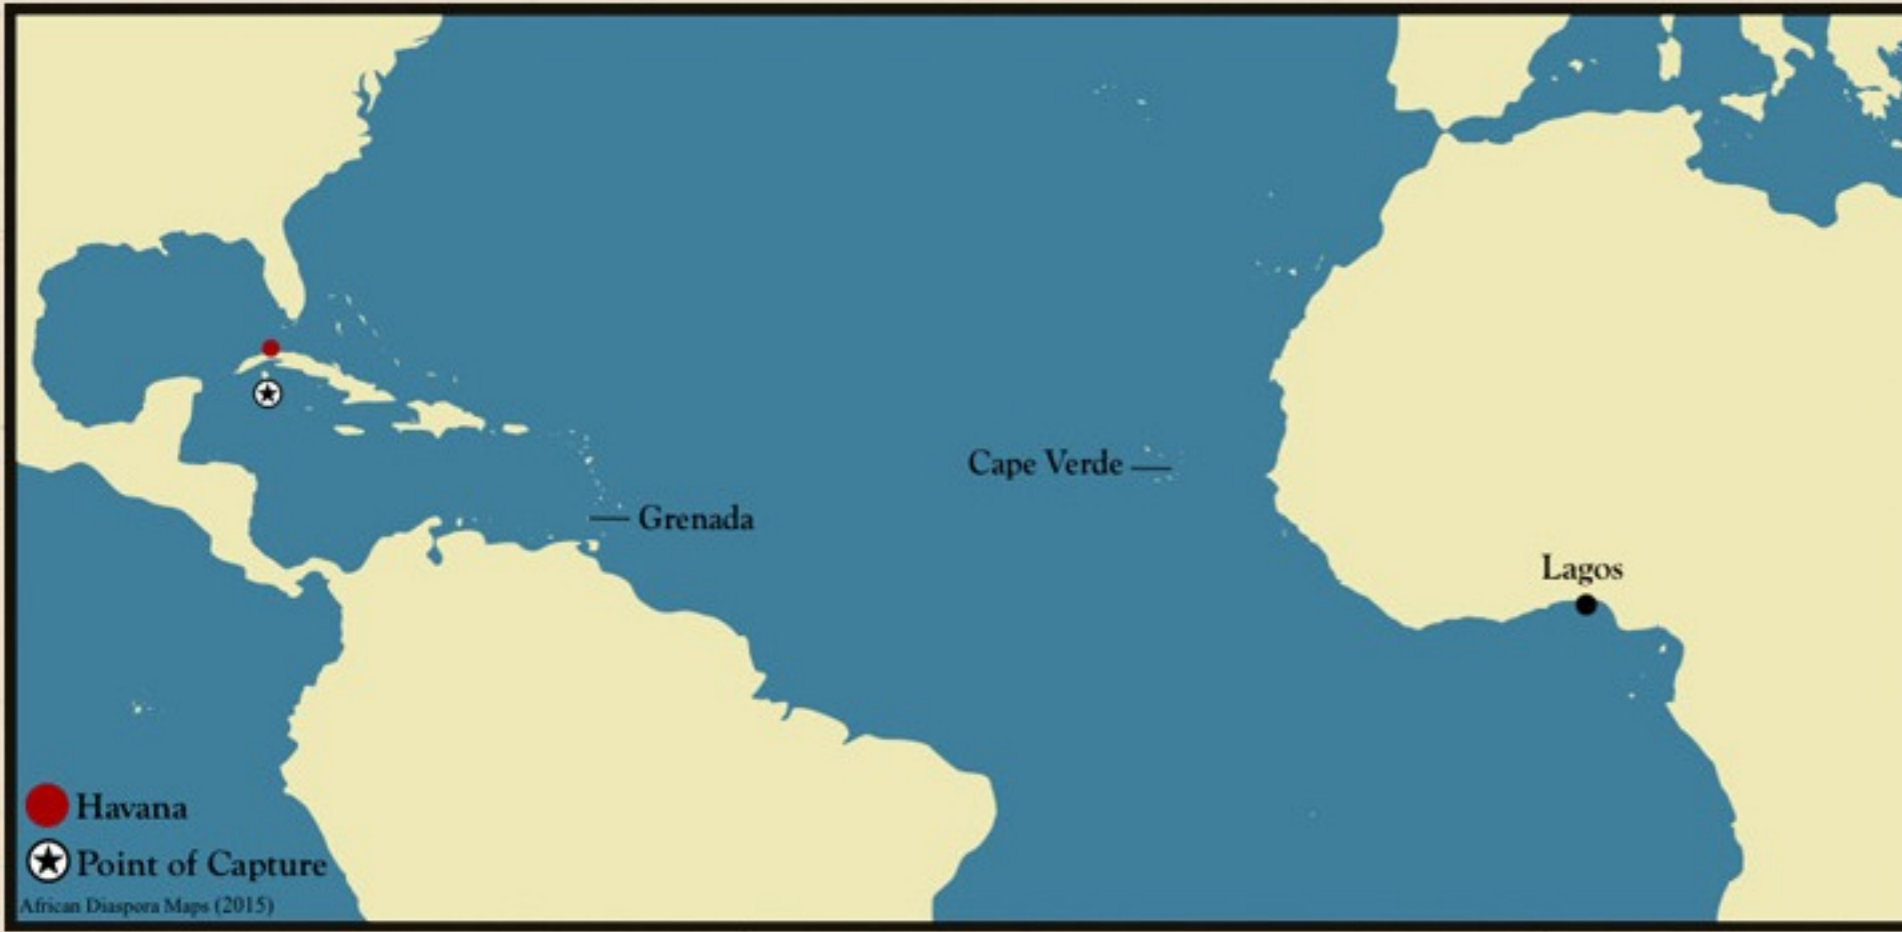 Cape Verde
Grenada
Lagos
Havana
Point of Capture
African Diaspora Maps (2015)